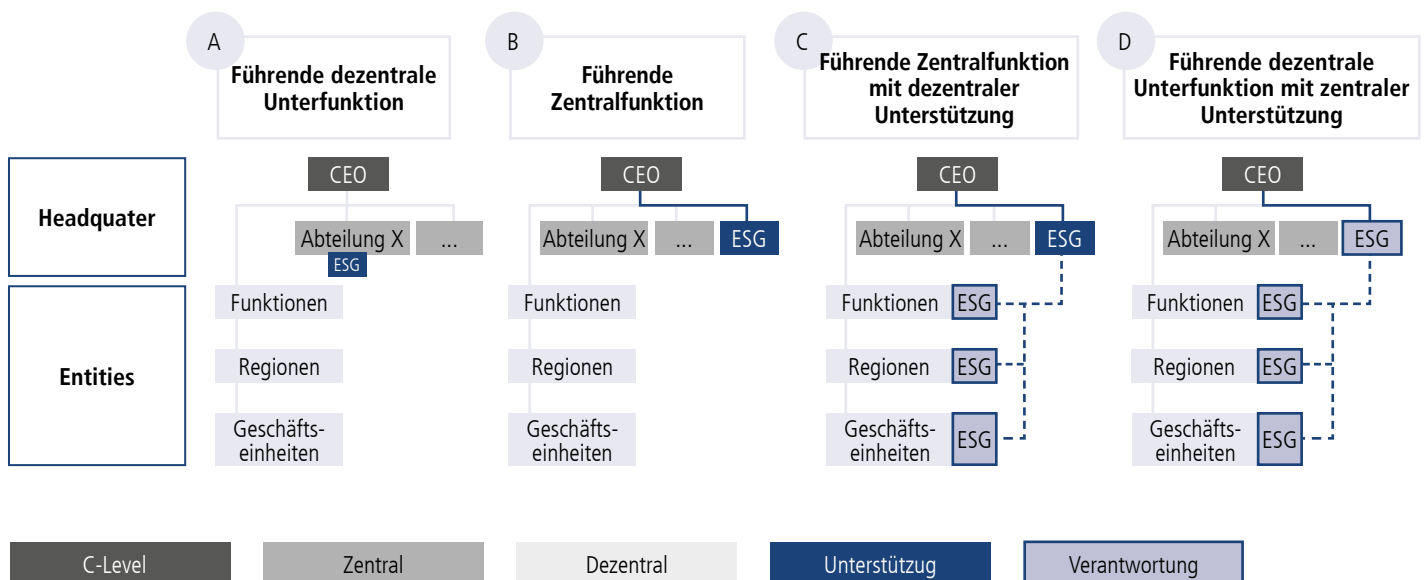 A
Führende dezentrale
Unterfunktion
B
Führende
Zentralfunktion
C
Führende Zentralfunktion
mit dezentraler
Unterstützung
D
Führende dezentrale
Unterfunktion mit zentraler
Unterstützung
Headquater
CEO
Abteilung X
...
ESG
CEO
Abteilung X
...
ESG
CEO
Abteilung X
...
ESG
CEO
Abteilung X
...
ESG
Entities
Funktionen
Regionen
Geschäfts-
einheiten
Funktionen
Regionen
Geschäfts-
einheiten
Funktionen
ESG
Regionen
ESG
Geschäfts-
einheiten
ESG
Funktionen
ESG
Regionen
ESG
Geschäfts-
einheiten
ESG
C-Level
Zentral
Dezentral
Unterstützug
Verantwortung